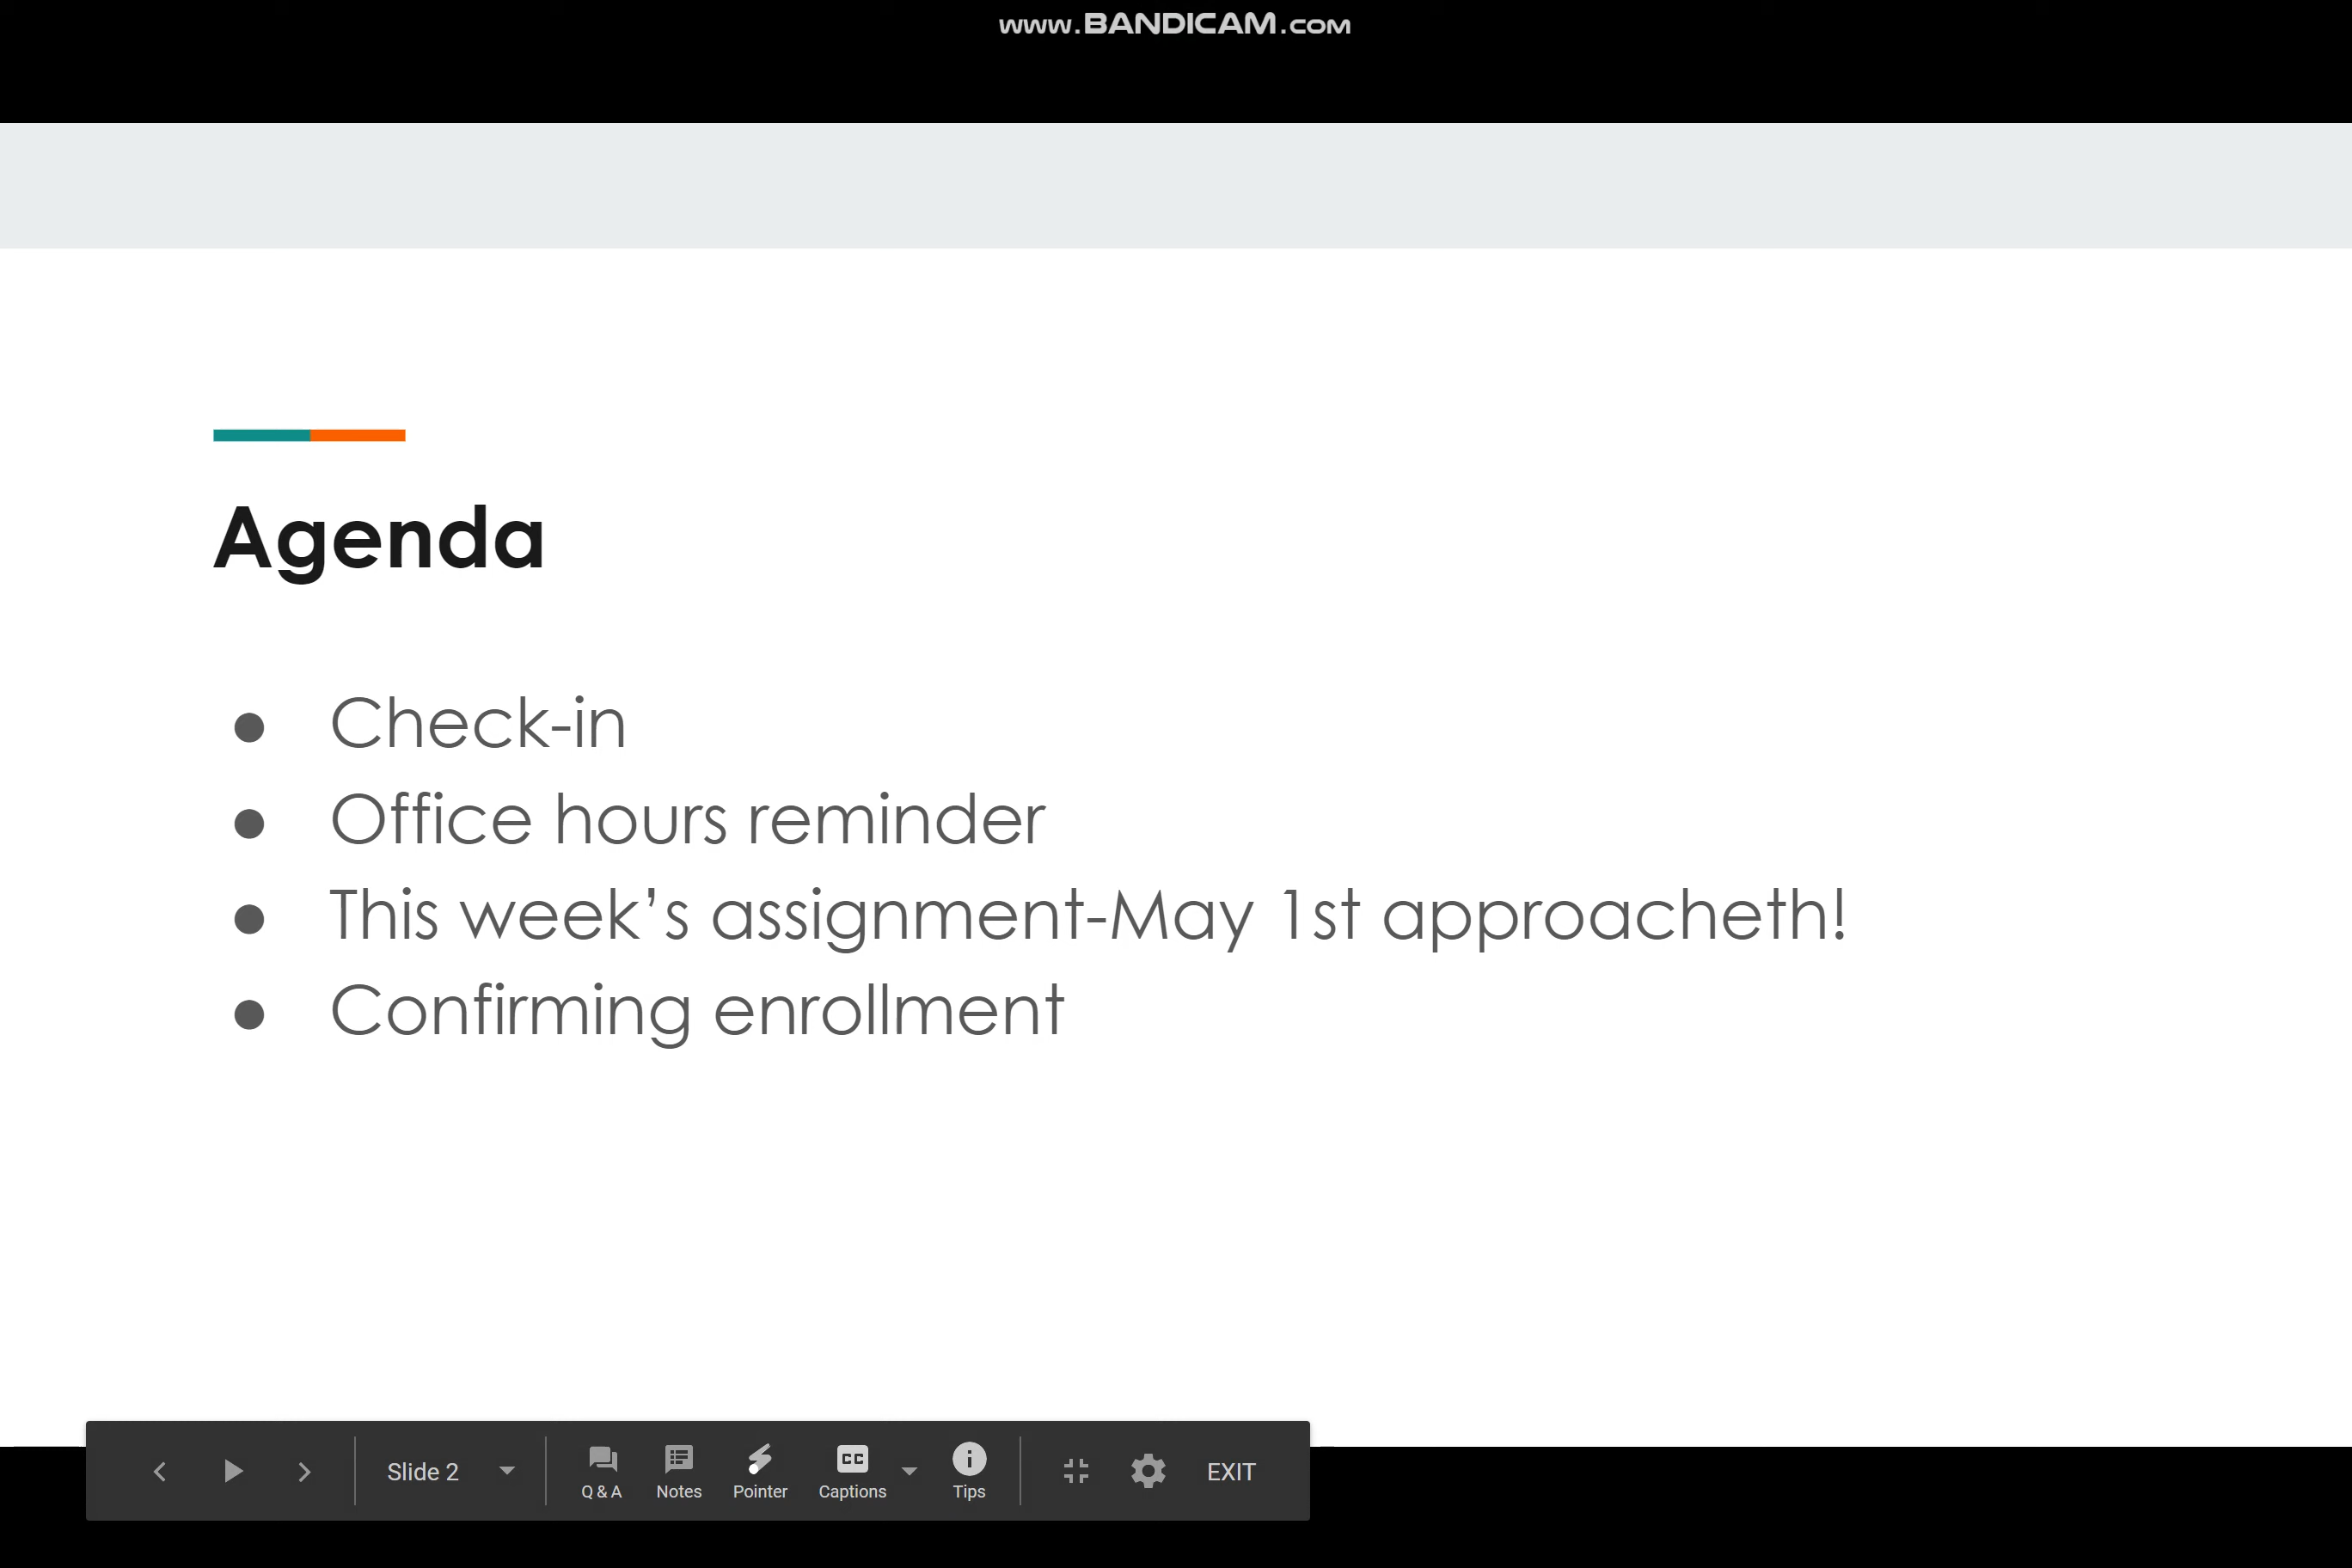 www.BANDICAM.com
Agenda
● Check-in
● Office hours reminder
● This week’s assignment-May 1st approacheth!
● Confirming enrollment
Slide 2 Q & A Notes Pointer CC Captions Tips EXIT